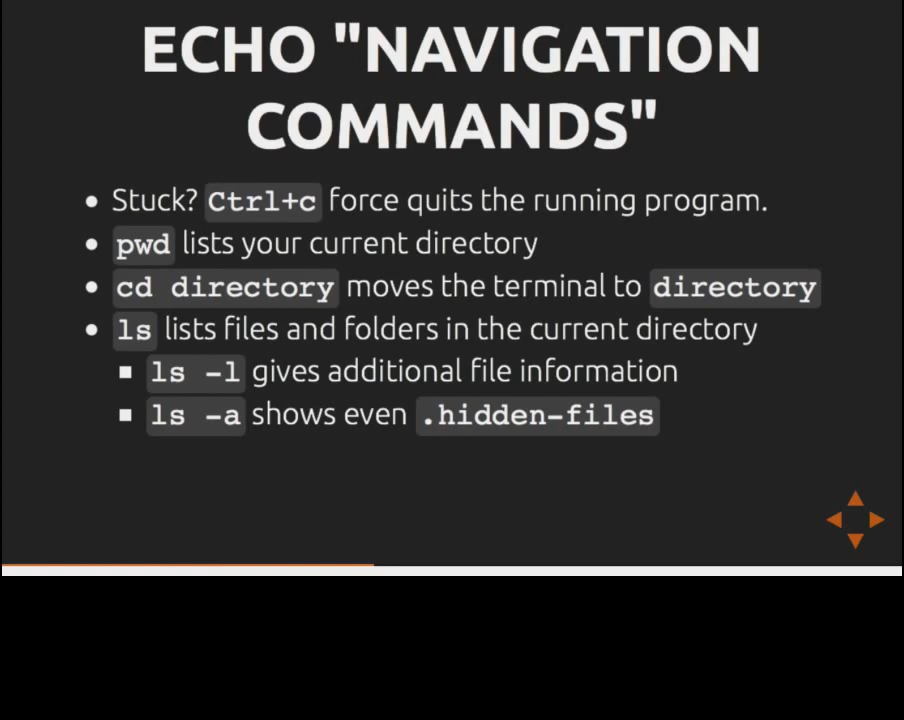 ECHO "NAVIGATION
COMMANDS"
Stuck? Ctrl+c force quits the running program.
pwd lists your current directory
cd directory moves the terminal to directory
ls lists files and folders in the current directory
ls -l gives additional file information
ls -a shows even .hidden-files